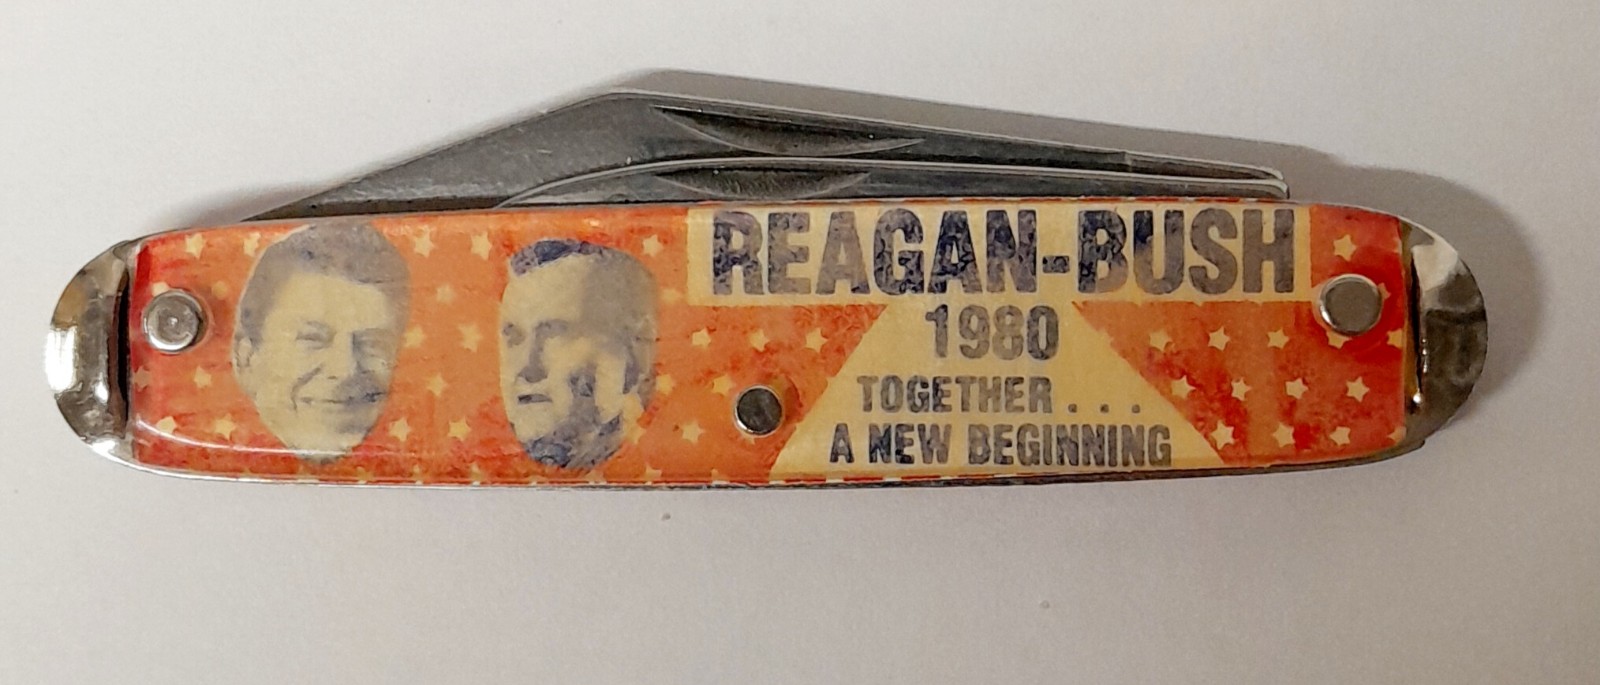 REAGAN-BUSH
1980
TOGETHER . . .
A NEW BEGINNING